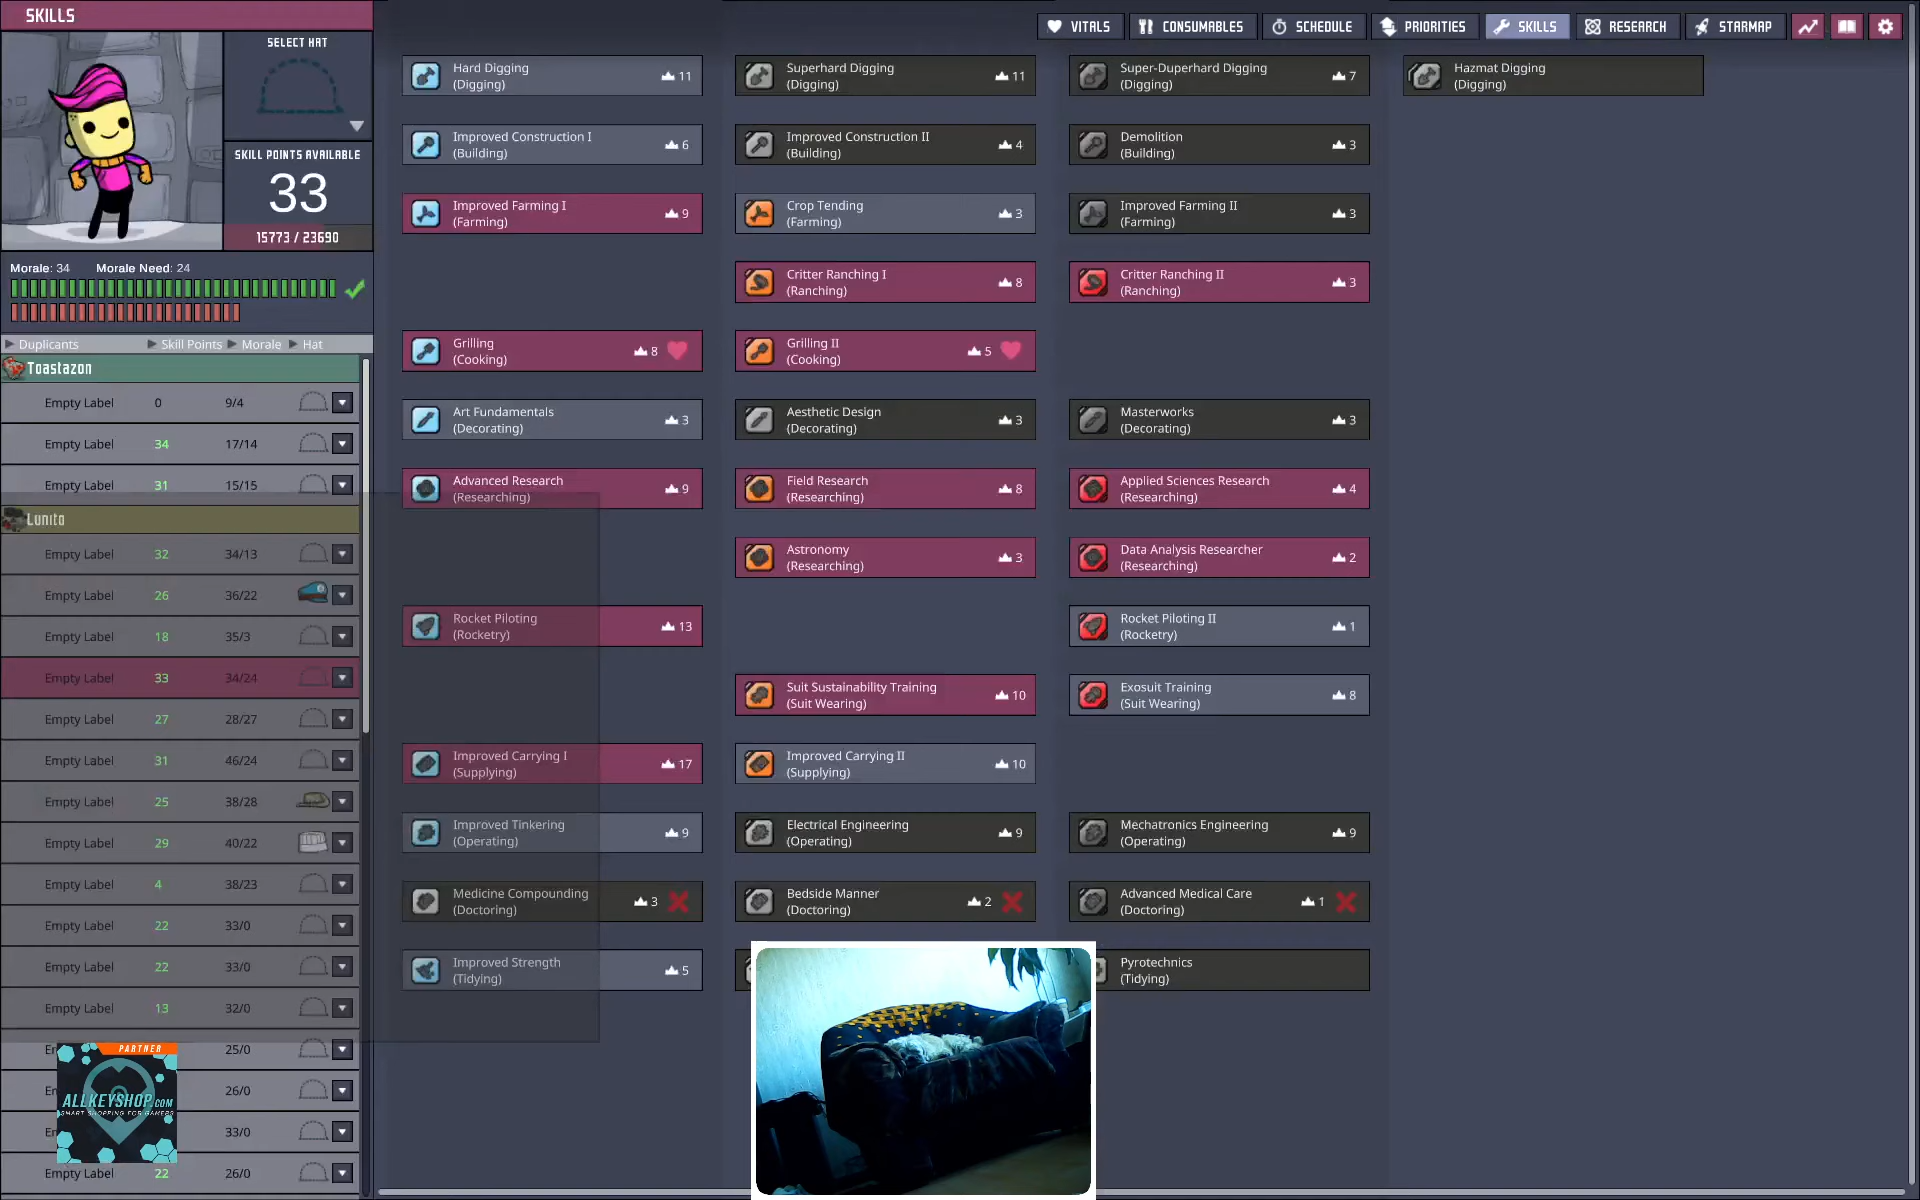 SKILLS
VITALS
CONSUMABLES
SCHEDULE
PRIORITIES
SKILLS
RESEARCH
STARMAP
SELECT HAT
SKILL POINTS AVAILABLE
33
15773 / 23690
Morale: 34 Morale Need: 24
Duplicants Skill Points Morale Hat
Toastazon
Empty Label 0 9/4
Empty Label 34 17/14
Empty Label 31 15/15
Lunito
Empty Label 32 34/13
Empty Label 26 36/22
Empty Label 18 35/3
Empty Label 33 34/24
Empty Label 27 28/27
Empty Label 31 46/24
Empty Label 25 38/28
Empty Label 29 40/22
Empty Label 4 38/23
Empty Label 22 33/0
Empty Label 22 33/0
Empty Label 13 32/0
25/0
26/0
33/0
Empty Label 22 26/0
PARTNER
ALLKEYSHOP.COM
SMART SHOPPING FOR GAMERS
Hard Digging 11
(Digging)
Superhard Digging 11
(Digging)
Super-Duperhard Digging 7
(Digging)
Hazmat Digging
(Digging)
Improved Construction I 6
(Building)
Improved Construction II 4
(Building)
Demolition 3
(Building)
Improved Farming I 9
(Farming)
Crop Tending 3
(Farming)
Improved Farming II 3
(Farming)
Critter Ranching I 8
(Ranching)
Critter Ranching II 3
(Ranching)
Grilling 8
(Cooking)
Grilling II 5
(Cooking)
Art Fundamentals 3
(Decorating)
Aesthetic Design 3
(Decorating)
Masterworks 3
(Decorating)
Advanced Research 9
(Researching)
Field Research 8
(Researching)
Applied Sciences Research 4
(Researching)
Astronomy 3
(Researching)
Data Analysis Researcher 2
(Researching)
Rocket Piloting 13
(Rocketry)
Rocket Piloting II 1
(Rocketry)
Suit Sustainability Training 10
(Suit Wearing)
Exosuit Training 8
(Suit Wearing)
Improved Carrying I 17
(Supplying)
Improved Carrying II 10
(Supplying)
Improved Tinkering 9
(Operating)
Electrical Engineering 9
(Operating)
Mechatronics Engineering 9
(Operating)
Medicine Compounding 3
(Doctoring)
Bedside Manner 2
(Doctoring)
Advanced Medical Care 1
(Doctoring)
Improved Strength 5
(Tidying)
Pyrotechnics
(Tidying)